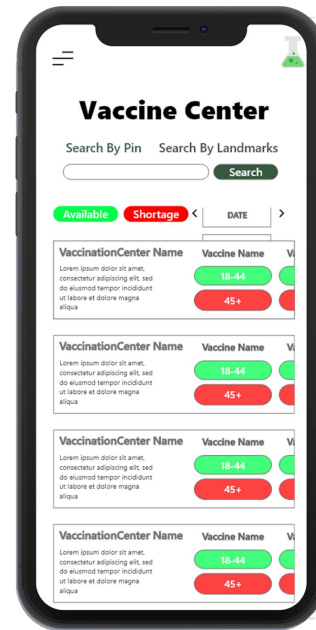 Vaccine Center
Search By Pin Search By Landmarks
Search
Available Shortage < DATE >
VaccinationCenter Name Vaccine Name
Lorem ipsum dolor sit amet,
consectetur adipiscing elit, sed
do eiusmod tempor incididunt
ut labore et dolore magna
aliqua
18-44
45+
VaccinationCenter Name Vaccine Name
Lorem ipsum dolor sit amet,
consectetur adipiscing elit, sed
do eiusmod tempor incididunt
ut labore et dolore magna
aliqua
18-44
45+
VaccinationCenter Name Vaccine Name
Lorem ipsum dolor sit amet,
consectetur adipiscing elit, sed
do eiusmod tempor incididunt
ut labore et dolore magna
aliqua
18-44
45+
VaccinationCenter Name Vaccine Name
Lorem ipsum dolor sit amet,
consectetur adipiscing elit, sed
do eiusmod tempor incididunt
ut labore et dolore magna
aliqua
18-44
45+